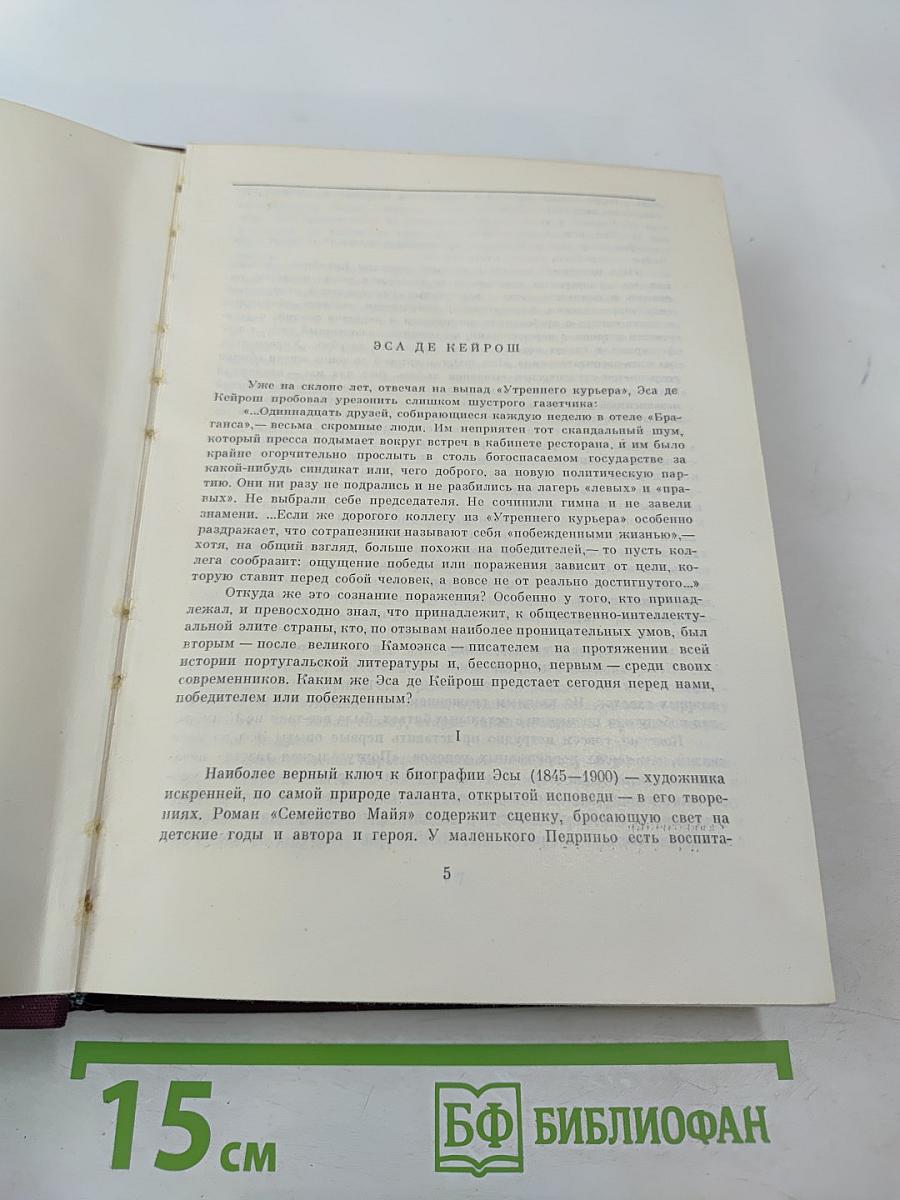 ЭСА ДЕ КЕЙРОШ
Уже на склоне лет, отвечая на выпад «Утреннего курьера», Эса де
Кейрош пробовал урезонить слишком шустрого газетчика:
«...Одиннадцать друзей, собирающиеся каждую неделю в отеле «Бра-
ганса»,— весьма скромные люди. Им неприятен тот скандальный шум,
который пресса подымает вокруг встреч в кабинете ресторана, и им было
крайне огорчительно прослыть в столь богоспасаемом государстве за
какой-нибудь синдикат или, чего доброго, за новую политическую пар-
тию. Они ни разу не подрались и не разбились на лагерь «левых» и «пра-
вых». Не выбрали себе председателя. Не сочинили гимна и не завели
знамени. ...Если же дорогого коллегу из «Утреннего курьера» особенно
раздражает, что сотрапезники называют себя «побежденными жизнью»,—
хотя, на общий взгляд, больше похожи на победителей,— то пусть кол-
лега сообразит: ощущение победы или поражения зависит от цели, ко-
торую ставит перед собой человек, а вовсе не от реально достигнутого...»
Откуда же это сознание поражения? Особенно у того, кто принад-
лежал, и превосходно знал, что принадлежит, к общественно-интеллекту-
альной элите страны, кто, по отзывам наиболее проницательных умов, был
вторым — после великого Камоэнса — писателем на протяжении всей
истории португальской литературы и, бесспорно, первым — среди своих
современников. Каким же Эса де Кейрош предстает сегодня перед нами,
победителем или побежденным?
I
Наиболее верный ключ к биографии Эсы (1845—1900) — художника
искренней, по самой природе таланта, открытой исповеди — в его творе-
ниях. Роман «Семейство Майя» содержит сценку, бросающую свет на
детские годы и автора и героя. У маленького Педриньо есть воспита-
5
15 см
БФ БИБЛИОФАН